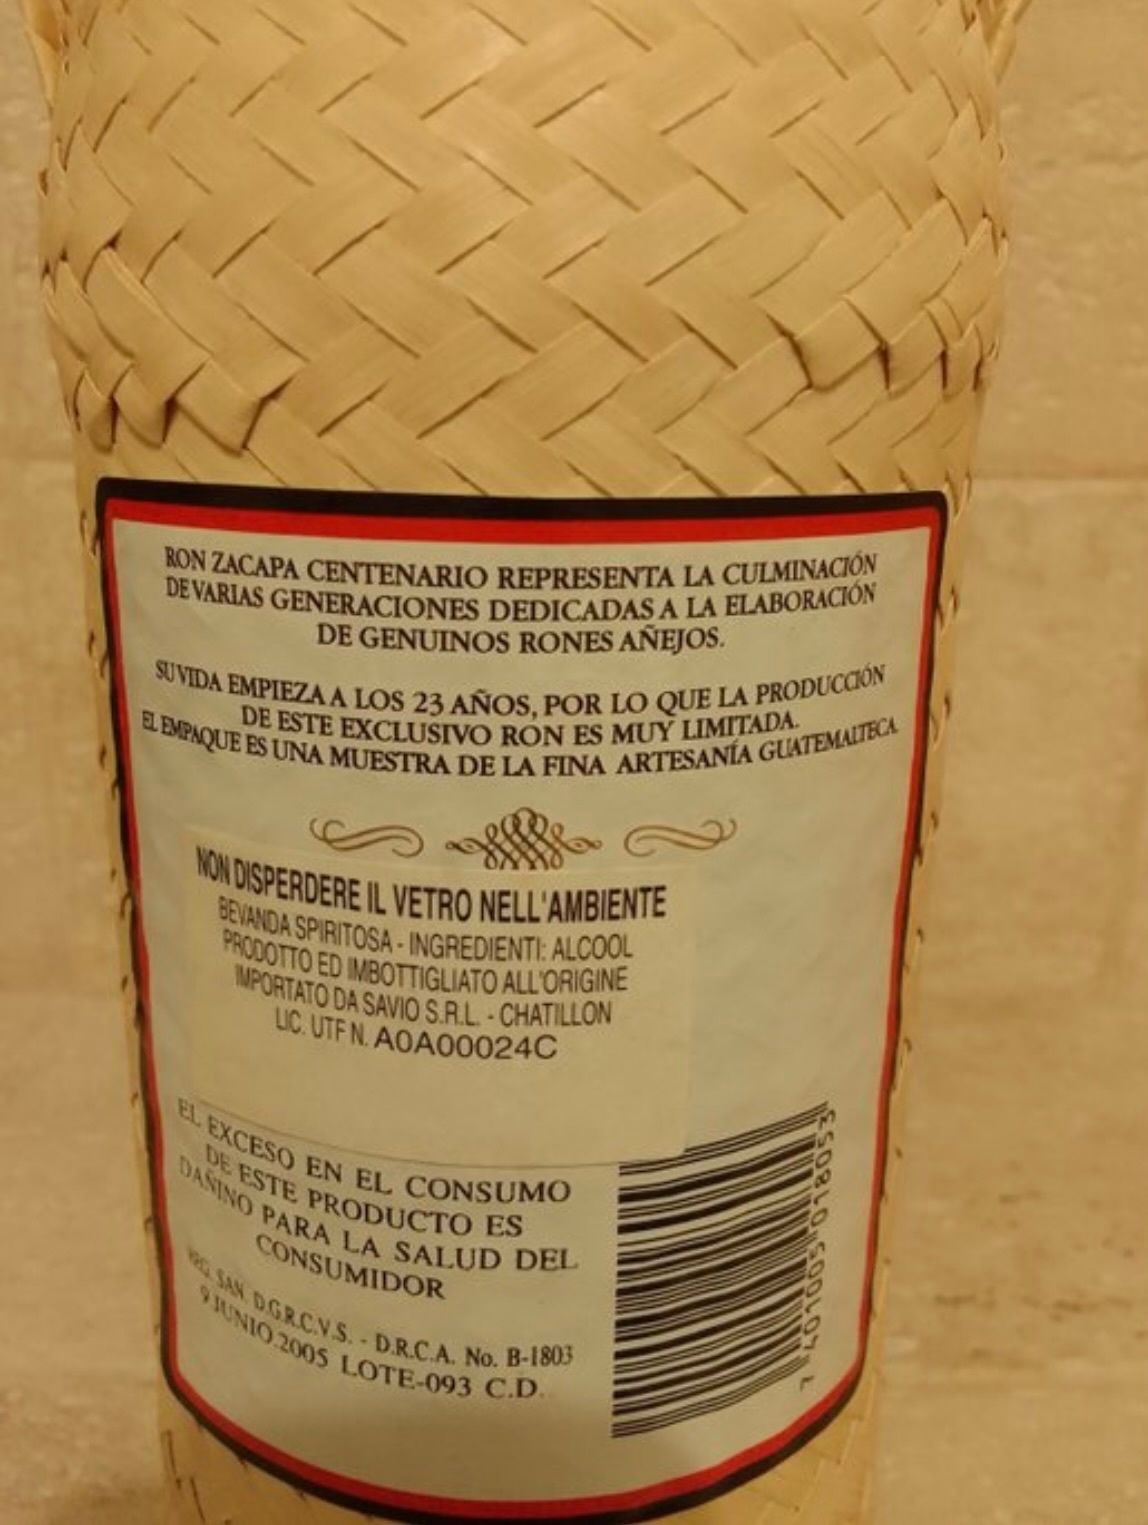 RON ZACAPA CENTENARIO REPRESENTA LA CULMINACIÓN
DE VARIAS GENERACIONES DEDICADAS A LA ELABORACIÓN
DE GENUINOS RONES AÑEJOS.
SU VIDA EMPIEZA A LOS 23 AÑOS, POR LO QUE LA PRODUCCIÓN
DE ESTE EXCLUSIVO RON ES MUY LIMITADA.
EL EMPAQUE ES UNA MUESTRA DE LA FINA ARTESANÍA GUATEMALTECA
NON DISPERDERE IL VETRO NELL'AMBIENTE
BEVANDA SPIRITOSA - INGREDIENTI: ALCOOL
PRODOTTO ED IMBOTTIGLIATO ALL'ORIGINE
IMPORTATO DA SAVIO S.R.L. - CHATILLON
LIC. UTF N. A0A00024C
EL EXCESO EN EL CONSUMO
DE ESTE PRODUCTO ES
DAÑINO PARA LA SALUD DEL
CONSUMIDOR
REG. SAN. D.G.R.C.V.S. - D.R.C.A. No. B-1803
9 JUNIO.2005 LOTE-093 C.D.
7 401005 018053